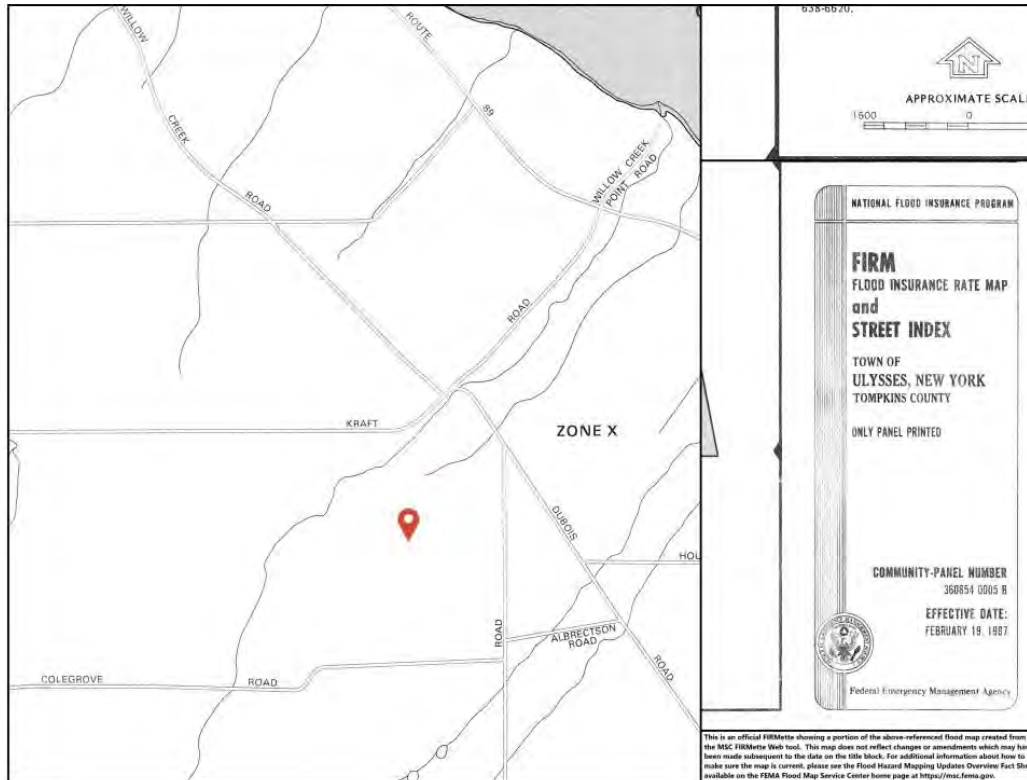 WILLOW
CREEK
ROAD
ROUTE
89
WILLOW CREEK
POINT ROAD
ROAD
KRAFT
ZONE X
DUBOIS
HOU
ALBRECTSON
ROAD
ROAD
ROAD
COLEGROVE
ROAD
638-6620.
N
APPROXIMATE SCAL
1500 0
NATIONAL FLOOD INSURANCE PROGRAM
FIRM
FLOOD INSURANCE RATE MAP
and
STREET INDEX
TOWN OF
ULYSSES, NEW YORK
TOMPKINS COUNTY
ONLY PANEL PRINTED
COMMUNITY-PANEL NUMBER
360854 0005 B
EFFECTIVE DATE:
FEBRUARY 19, 1987
Federal Emergency Management Agency
This is an official FIRMette showing a portion of the above-referenced flood map created from
the MSC FIRMette Web tool. This map does not reflect changes or amendments which may hav
been made subsequent to the date on the title block. For additional information about how to
make sure the map is current, please see the Flood Hazard Mapping Updates Overview Fact She
available on the FEMA Flood Map Service Center home page at https://msc.fema.gov.